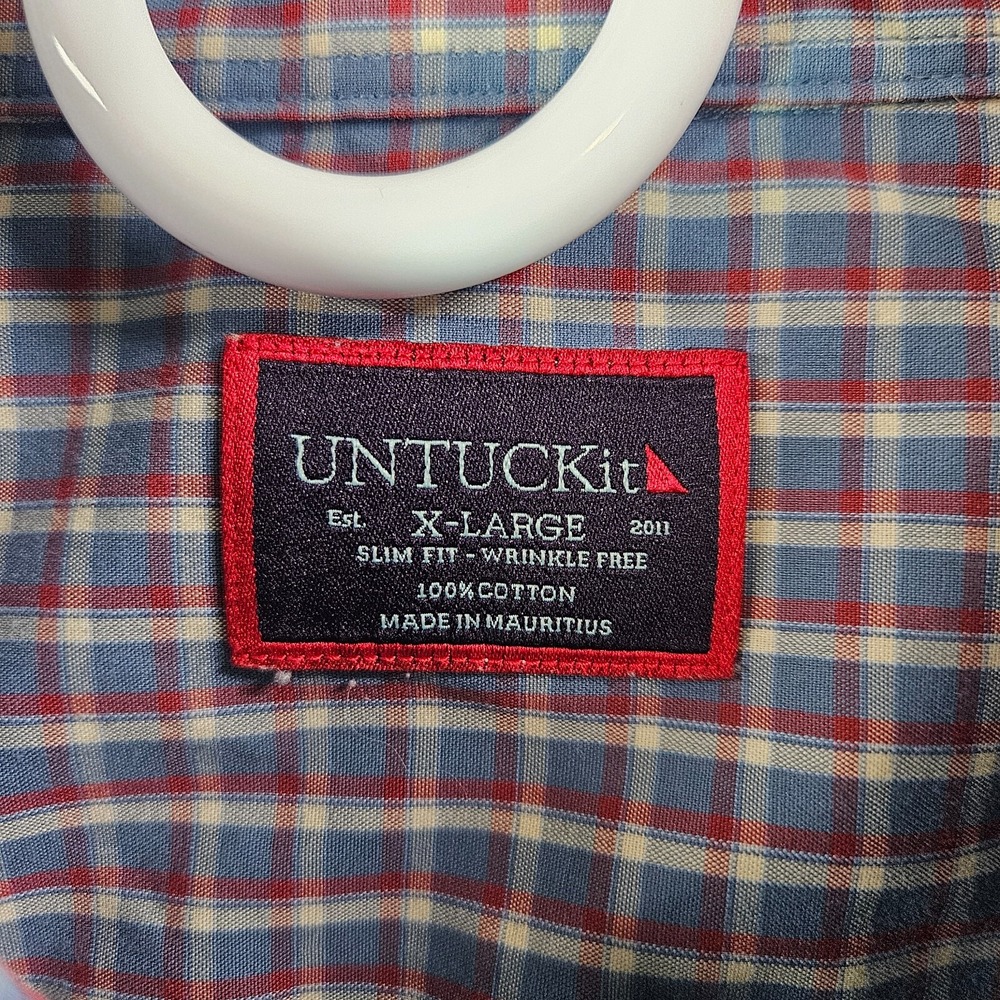 UNTUCKit
Est. X-LARGE 2011
SLIM FIT - WRINKLE FREE
100% COTTON
MADE IN MAURITIUS